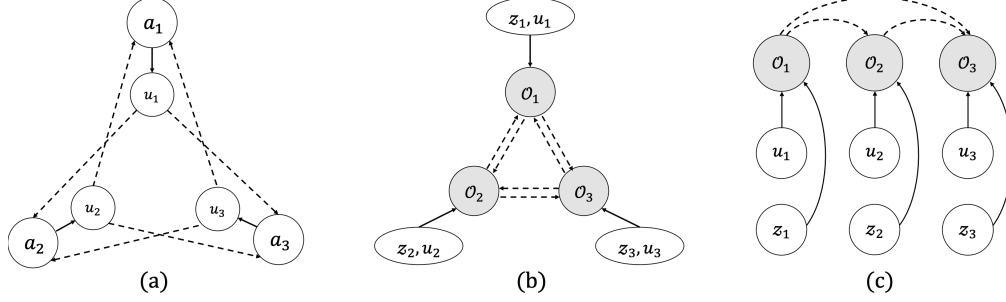 a₁
u₁
u₂
u₃
a₂
a₃
(a)
z₁, u₁
𝒪₁
𝒪₂
𝒪₃
z₂, u₂
z₃, u₃
(b)
𝒪₁
𝒪₂
𝒪₃
u₁
u₂
u₃
z₁
z₂
z₃
(c)